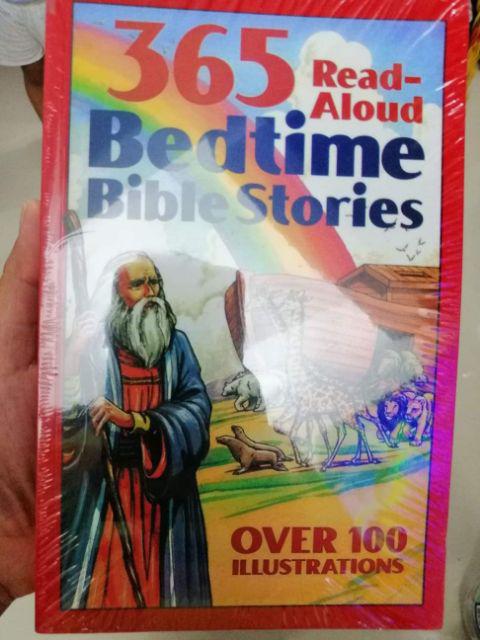 365 Read-
Aloud
Bedtime
Bible Stories
OVER 100
ILLUSTRATIONS